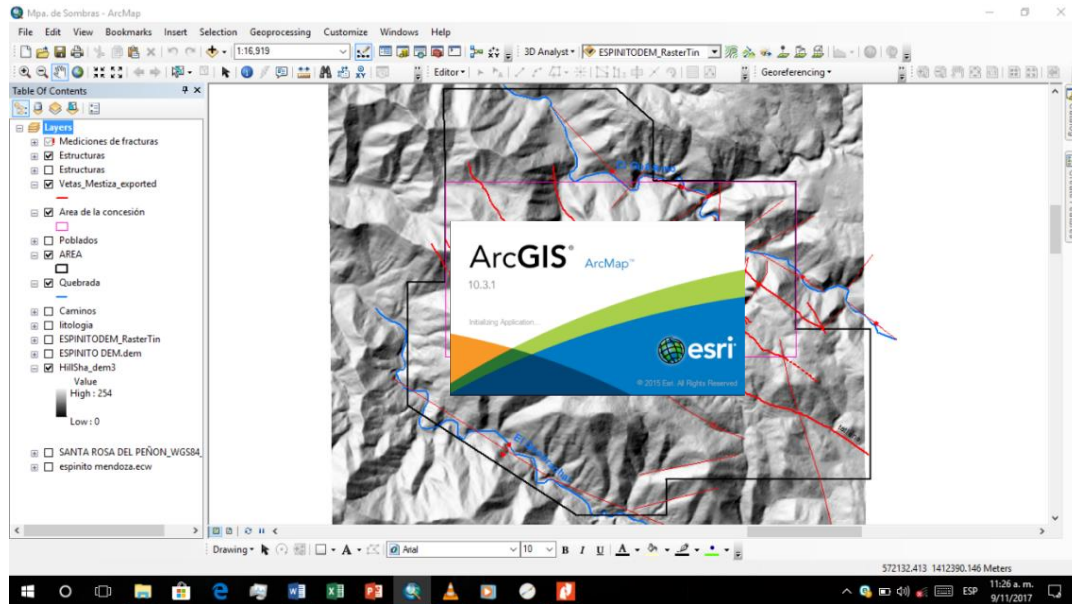 Mpa. de Sombras - ArcMap
File Edit View Bookmarks Insert Selection Geoprocessing Customize Windows Help
1:16,919
3D Analyst
ESPINITODEM_RasterTin
Editor
Georeferencing
Table Of Contents
Layers
Mediciones de fracturas
Estructuras
Estructuras
Vetas_Mestiza_exported
Area de la concesión
Poblados
AREA
Quebrada
Caminos
litologia
ESPINITODEM_RasterTin
ESPINITO DEM.dem
HillSha_dem3
Value
High : 254
Low : 0
SANTA ROSA DEL PEÑON_WGS84_
espinito mendoza.ecw
ArcGIS® ArcMap™
10.3.1
Initializing Application...
esri
© 2015 Esri All Rights Reserved
Drawing
A
Arial
10
B I U A
572132.413 1412390.146 Meters
ESP
11:26 a. m.
9/11/2017